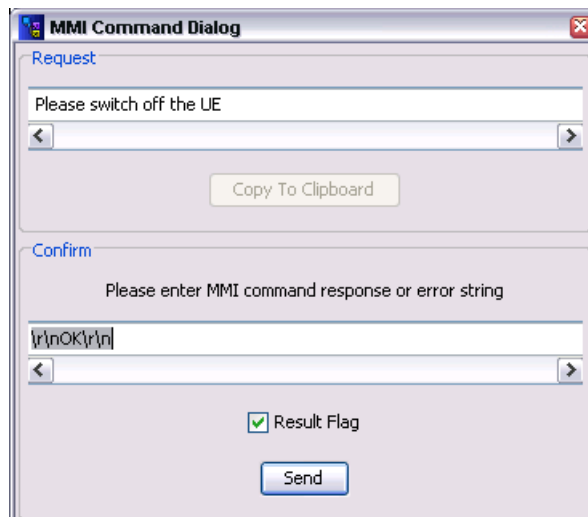 MMI Command Dialog
Request
Please switch off the UE
Copy To Clipboard
Confirm
Please enter MMI command response or error string
\r\nOK\r\n
Result Flag
Send